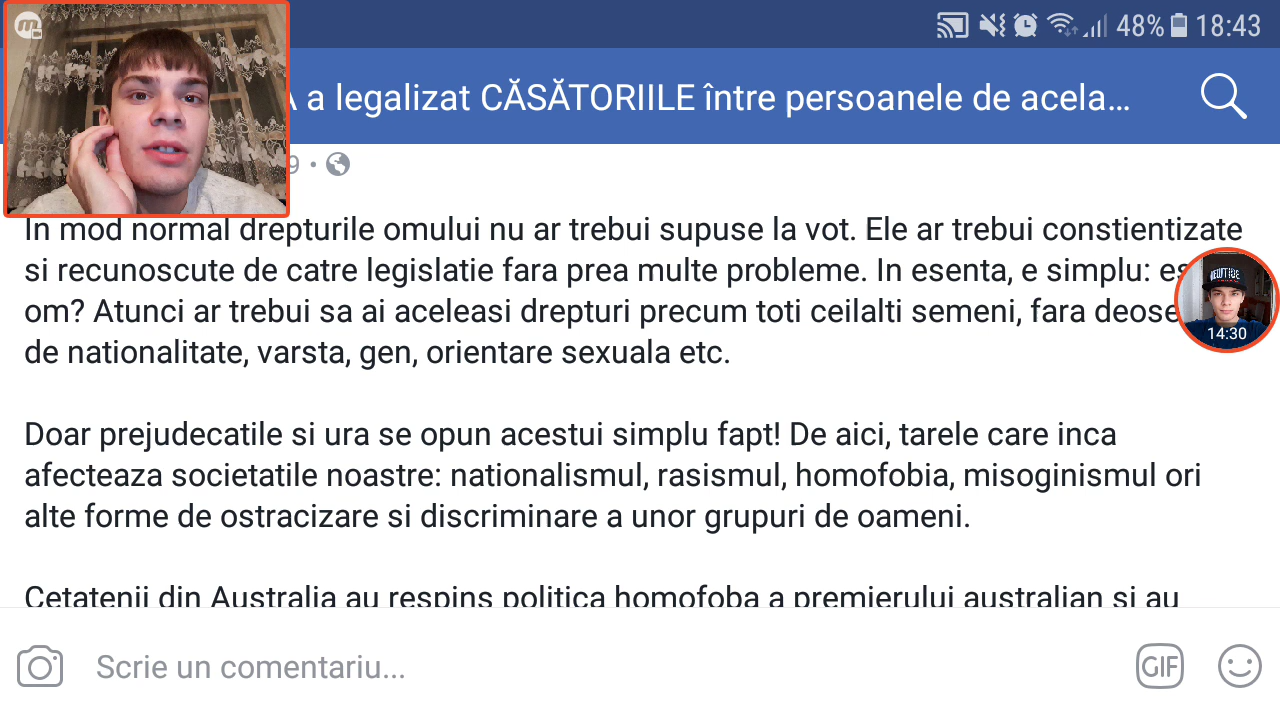 48% 18:43
a legalizat CĂSĂTORIILE între persoanele de acela...
9 •
In mod normal drepturile omului nu ar trebui supuse la vot. Ele ar trebui constientizate
si recunoscute de catre legislatie fara prea multe probleme. In esenta, e simplu: es
om? Atunci ar trebui sa ai aceleasi drepturi precum toti ceilalti semeni, fara deose
14:30
de nationalitate, varsta, gen, orientare sexuala etc.
Doar prejudecatile si ura se opun acestui simplu fapt! De aici, tarele care inca
afecteaza societatile noastre: nationalismul, rasismul, homofobia, misoginismul ori
alte forme de ostracizare si discriminare a unor grupuri de oameni.
Cetatenii din Australia au respins politica homofoba a premierului australian si au
Scrie un comentariu...
GIF